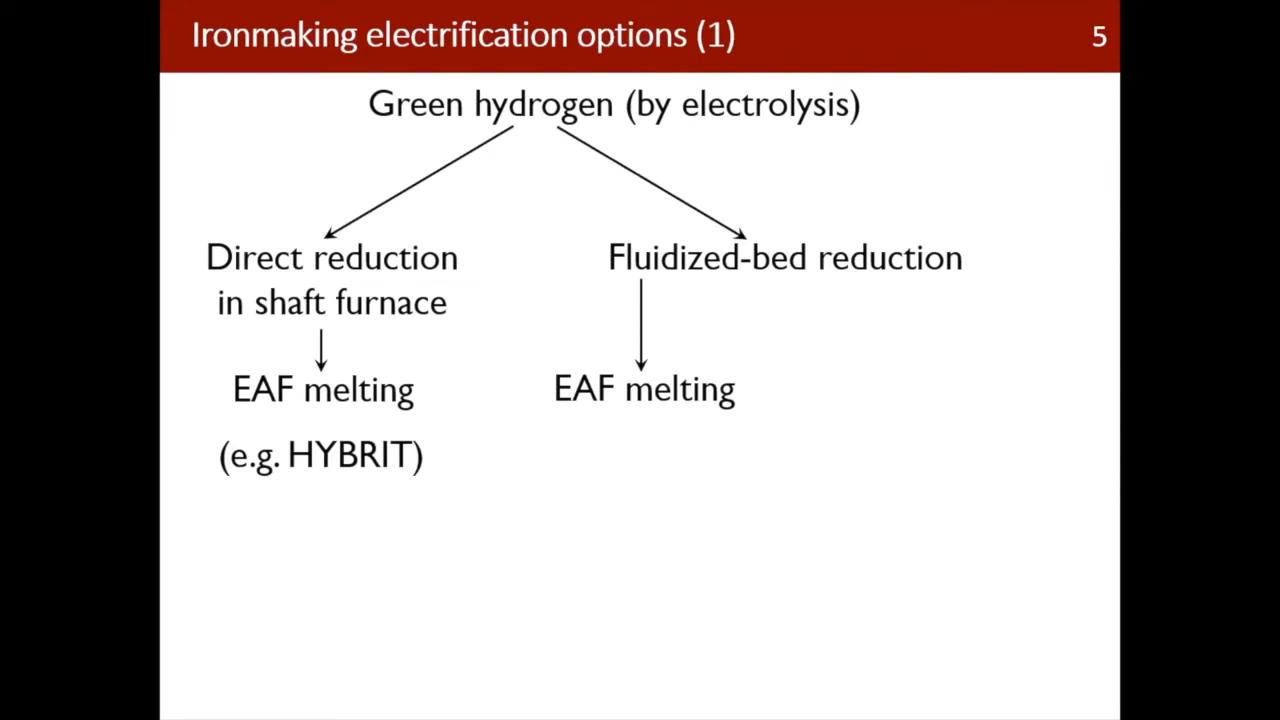 Ironmaking electrification options (1)
5
Green hydrogen (by electrolysis)
Direct reduction
in shaft furnace
Fluidized-bed reduction
EAF melting
EAF melting
(e.g. HYBRIT)